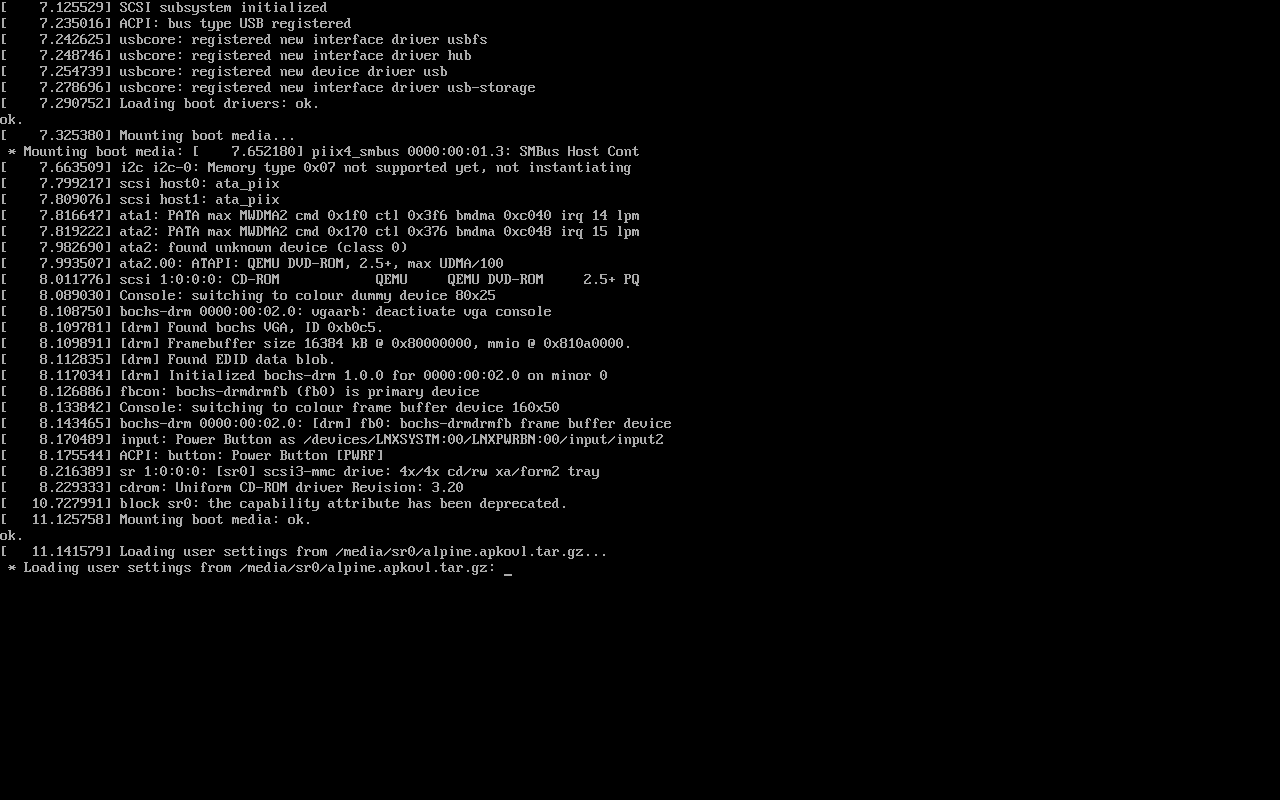 [    7.125529] SCSI subsystem initialized
[    7.235016] ACPI: bus type USB registered
[    7.242625] usbcore: registered new interface driver usbfs
[    7.248746] usbcore: registered new interface driver hub
[    7.254739] usbcore: registered new device driver usb
[    7.278696] usbcore: registered new interface driver usb-storage
[    7.290752] Loading boot drivers: ok.
ok.
[    7.325380] Mounting boot media...
 * Mounting boot media: [    7.652180] piix4_smbus 0000:00:01.3: SMBus Host Cont
[    7.663509] i2c i2c-0: Memory type 0x07 not supported yet, not instantiating
[    7.799217] scsi host0: ata_piix
[    7.809076] scsi host1: ata_piix
[    7.816647] ata1: PATA max MWDMA2 cmd 0x1f0 ctl 0x3f6 bmdma 0xc040 irq 14 lpm
[    7.819222] ata2: PATA max MWDMA2 cmd 0x170 ctl 0x376 bmdma 0xc048 irq 15 lpm
[    7.982690] ata2: found unknown device (class 0)
[    7.993507] ata2.00: ATAPI: QEMU DVD-ROM, 2.5+, max UDMA/100
[    8.011776] scsi 1:0:0:0: CD-ROM            QEMU     QEMU DVD-ROM     2.5+ PQ
[    8.089030] Console: switching to colour dummy device 80x25
[    8.108750] bochs-drm 0000:00:02.0: vgaarb: deactivate vga console
[    8.109781] [drm] Found bochs VGA, ID 0xb0c5.
[    8.109891] [drm] Framebuffer size 16384 kB @ 0x80000000, mmio @ 0x810a0000.
[    8.112835] [drm] Found EDID data blob.
[    8.117034] [drm] Initialized bochs-drm 1.0.0 for 0000:00:02.0 on minor 0
[    8.126886] fbcon: bochs-drmdrmfb (fb0) is primary device
[    8.133842] Console: switching to colour frame buffer device 160x50
[    8.143465] bochs-drm 0000:00:02.0: [drm] fb0: bochs-drmdrmfb frame buffer device
[    8.170489] input: Power Button as /devices/LNXSYSTM:00/LNXPWRBN:00/input/input2
[    8.175544] ACPI: button: Power Button [PWRF]
[    8.216389] sr 1:0:0:0: [sr0] scsi3-mmc drive: 4x/4x cd/rw xa/form2 tray
[    8.229333] cdrom: Uniform CD-ROM driver Revision: 3.20
[   10.727991] block sr0: the capability attribute has been deprecated.
[   11.125758] Mounting boot media: ok.
ok.
[   11.141579] Loading user settings from /media/sr0/alpine.apkovl.tar.gz...
 * Loading user settings from /media/sr0/alpine.apkovl.tar.gz: _